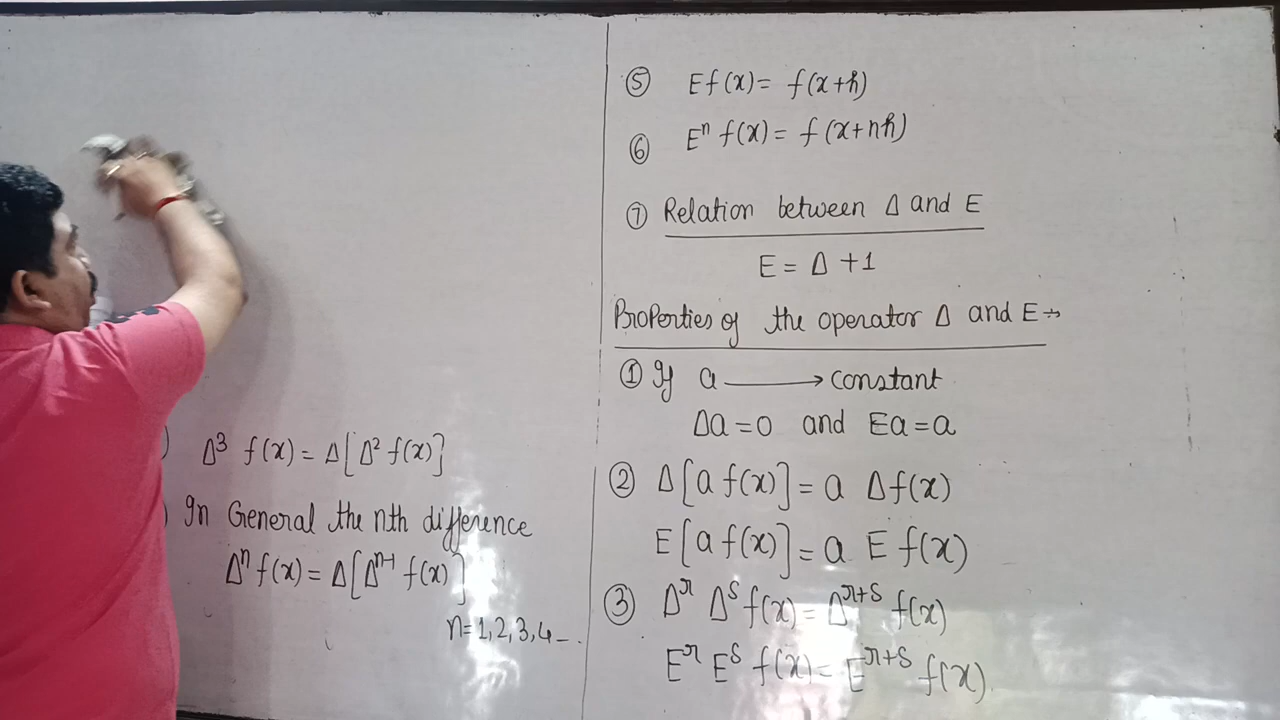 ) Δ³ f(x) = Δ[Δ² f(x)]
) In General the nth difference
Δⁿ f(x) = Δ[Δⁿ⁻¹ f(x)]
n=1,2,3,4-..
⑤ Ef(x) = f(x+h)
⑥ Eⁿ f(x) = f(x+nh)
⑦ Relation between Δ and E
E = Δ +1
Properties of the operator Δ and E→
① If a → constant
Δa = 0 and Ea = a
② Δ[a f(x)] = a Δf(x)
E[a f(x)] = a E f(x)
③ Δʳ Δˢ f(x) = Δʳ⁺ˢ f(x)
Eʳ Eˢ f(x) = Eʳ⁺ˢ f(x).